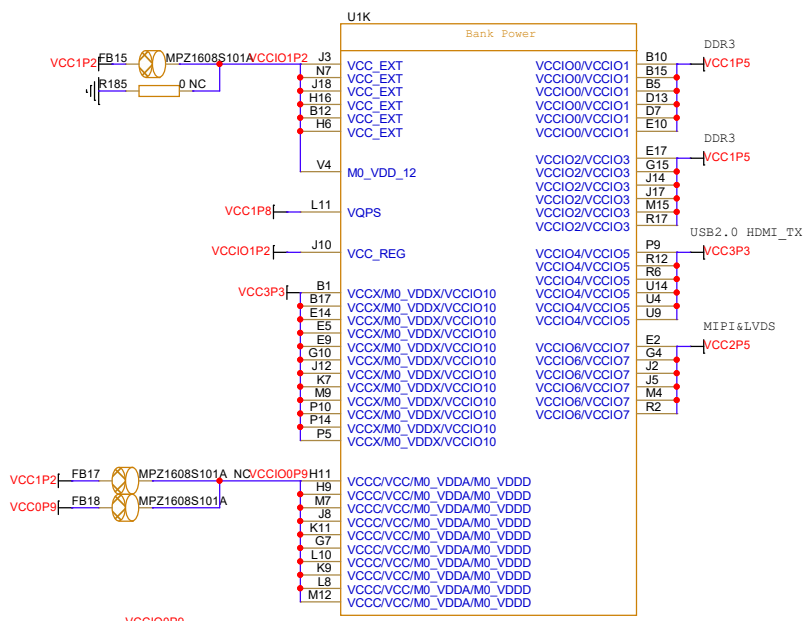 U1K
Bank Power
VCC1P2 FB15 MPZ1608S101A VCCIO1P2 J3 VCC_EXT
R185 0 NC
N7 VCC_EXT
J18 VCC_EXT
H16 VCC_EXT
B12 VCC_EXT
H6 VCC_EXT
V4 M0_VDD_12
VCC1P8 L11 VQPS
VCCIO1P2 J10 VCC_REG
VCC3P3 B1 VCCX/M0_VDDX/VCCIO10
B17 VCCX/M0_VDDX/VCCIO10
E14 VCCX/M0_VDDX/VCCIO10
E5 VCCX/M0_VDDX/VCCIO10
E9 VCCX/M0_VDDX/VCCIO10
G10 VCCX/M0_VDDX/VCCIO10
J12 VCCX/M0_VDDX/VCCIO10
K7 VCCX/M0_VDDX/VCCIO10
M9 VCCX/M0_VDDX/VCCIO10
P10 VCCX/M0_VDDX/VCCIO10
P14 VCCX/M0_VDDX/VCCIO10
P5 VCCX/M0_VDDX/VCCIO10
VCC1P2 FB17 MPZ1608S101A NC VCCIO0P9 H11 VCCC/VCC/M0_VDDA/M0_VDDD
VCC0P9 FB18 MPZ1608S101A
H9 VCCC/VCC/M0_VDDA/M0_VDDD
M7 VCCC/VCC/M0_VDDA/M0_VDDD
J8 VCCC/VCC/M0_VDDA/M0_VDDD
K11 VCCC/VCC/M0_VDDA/M0_VDDD
G7 VCCC/VCC/M0_VDDA/M0_VDDD
L10 VCCC/VCC/M0_VDDA/M0_VDDD
K9 VCCC/VCC/M0_VDDA/M0_VDDD
L8 VCCC/VCC/M0_VDDA/M0_VDDD
M12 VCCC/VCC/M0_VDDA/M0_VDDD
DDR3
VCCIO0/VCCIO1 B10 VCC1P5
VCCIO0/VCCIO1 B15
VCCIO0/VCCIO1 B5
VCCIO0/VCCIO1 D13
VCCIO0/VCCIO1 D7
VCCIO0/VCCIO1 E10
DDR3
VCCIO2/VCCIO3 E17 VCC1P5
VCCIO2/VCCIO3 G15
VCCIO2/VCCIO3 J14
VCCIO2/VCCIO3 J17
VCCIO2/VCCIO3 M15
VCCIO2/VCCIO3 R17
USB2.0 HDMI_TX
VCCIO4/VCCIO5 P9 VCC3P3
VCCIO4/VCCIO5 R12
VCCIO4/VCCIO5 R6
VCCIO4/VCCIO5 U14
VCCIO4/VCCIO5 U4
VCCIO4/VCCIO5 U9
MIPI&LVDS
VCCIO6/VCCIO7 E2 VCC2P5
VCCIO6/VCCIO7 G4
VCCIO6/VCCIO7 J2
VCCIO6/VCCIO7 J5
VCCIO6/VCCIO7 M4
VCCIO6/VCCIO7 R2
VCCIO0P9